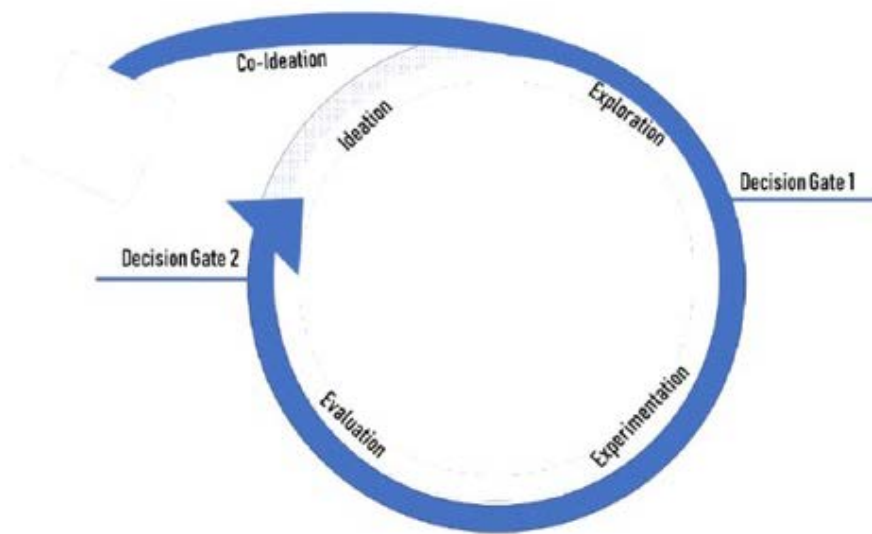 Co-Ideation
Ideation
Exploration
Decision Gate 1
Decision Gate 2
Evaluation
Experimentation